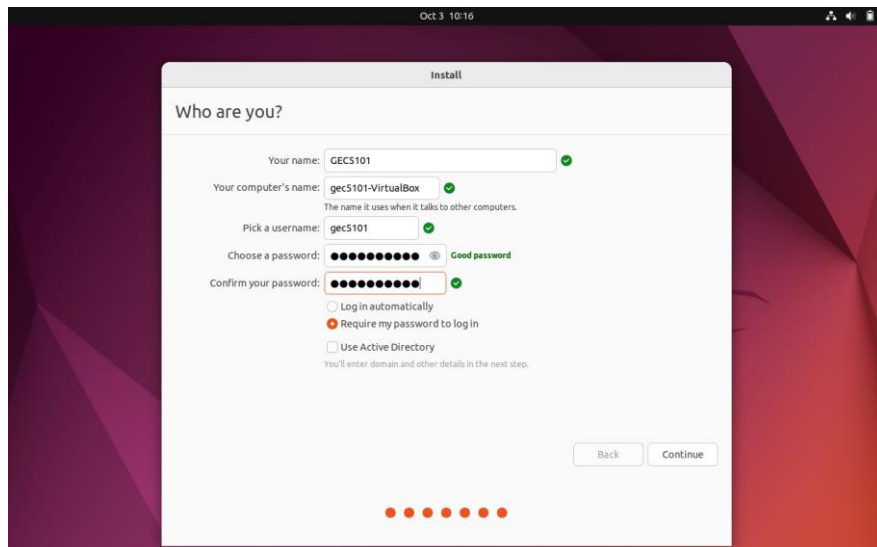 Oct 3 10:16
Install
Who are you?
Your name: GEC5101
Your computer's name: gec5101-VirtualBox
The name it uses when it talks to other computers.
Pick a username: gec5101
Choose a password: ●●●●●●●●●● Good password
Confirm your password: ●●●●●●●●●●
Log in automatically
Require my password to log in
Use Active Directory
You'll enter domain and other details in the next step.
Back Continue